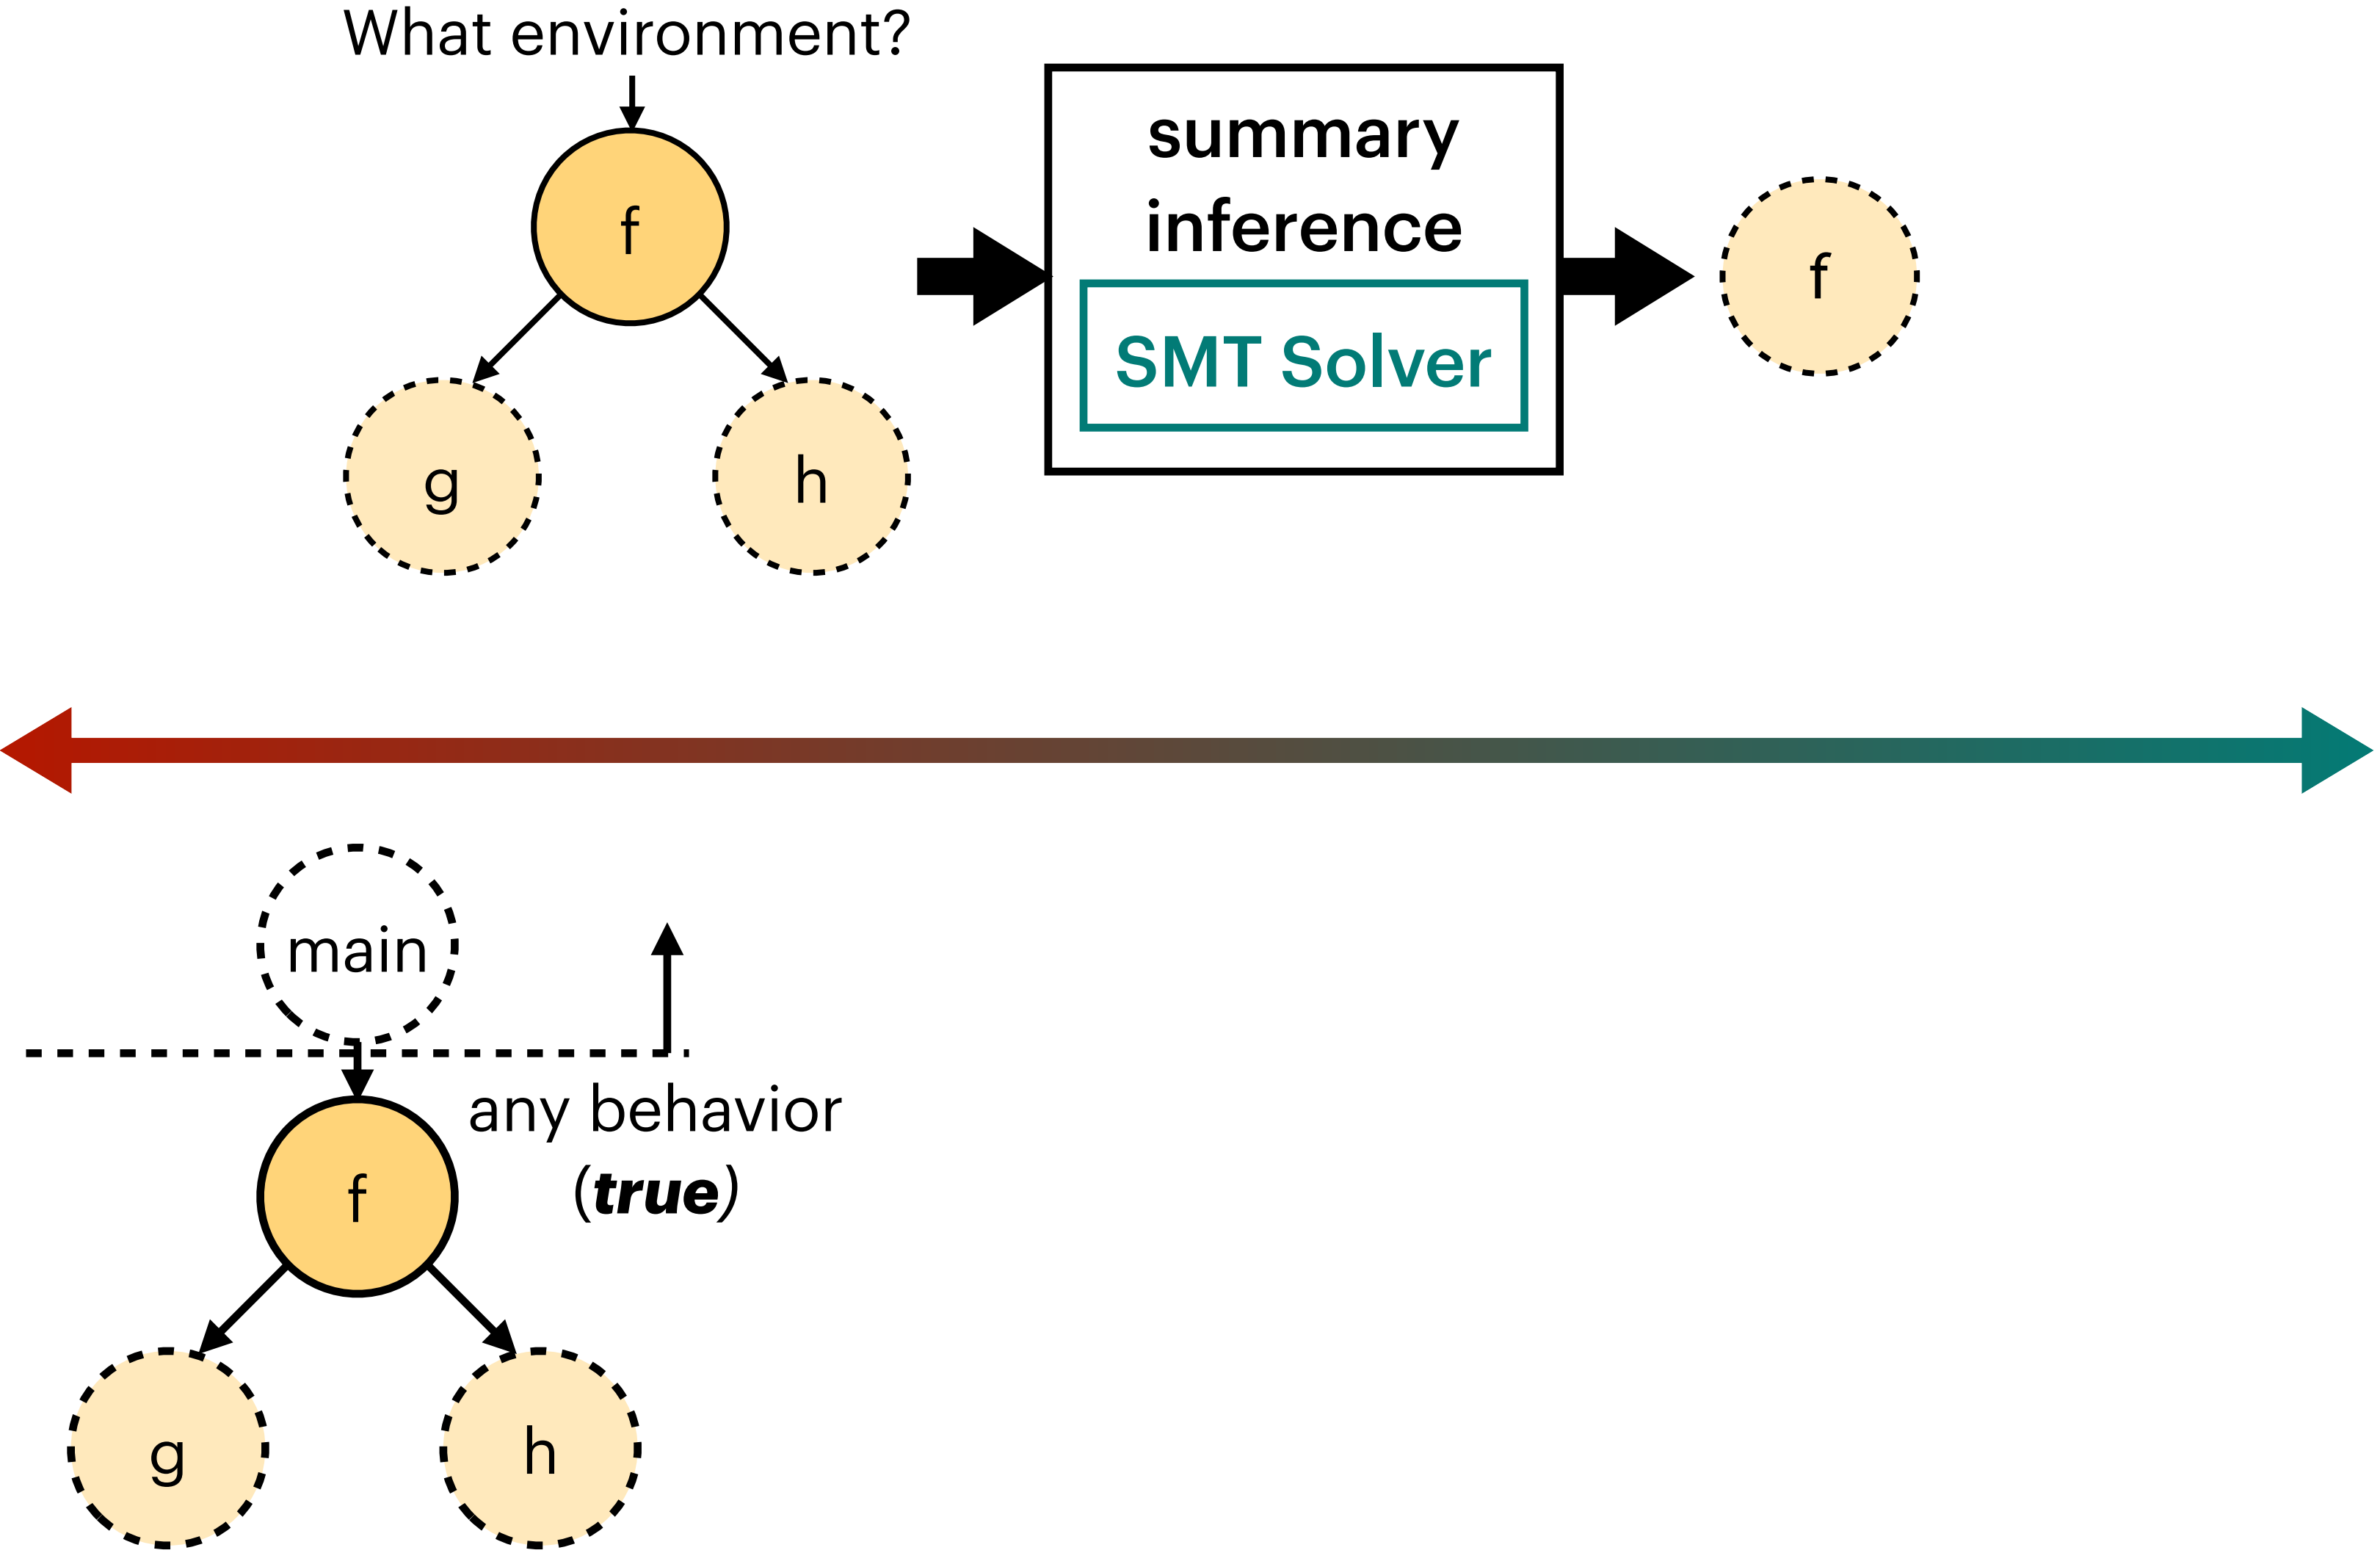 What environment?
f
g
h
summary
inference
SMT Solver
f
main
any behavior
(true)
f
g
h